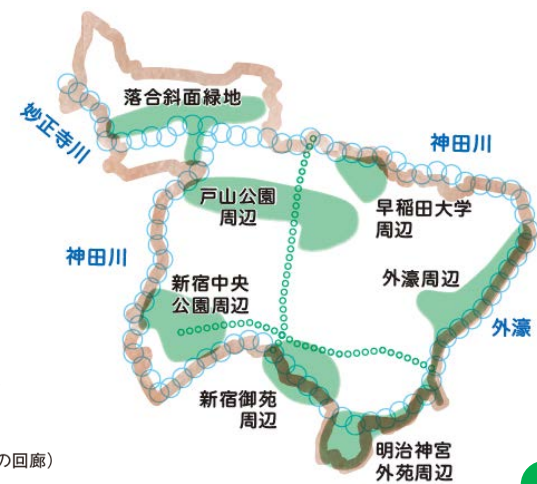 落合斜面緑地
妙正寺川
神田川
戸山公園
周辺
早稲田大学
周辺
神田川
新宿中央
公園周辺
外濠周辺
外濠
新宿御苑
周辺
明治神宮
外苑周辺
の回廊）